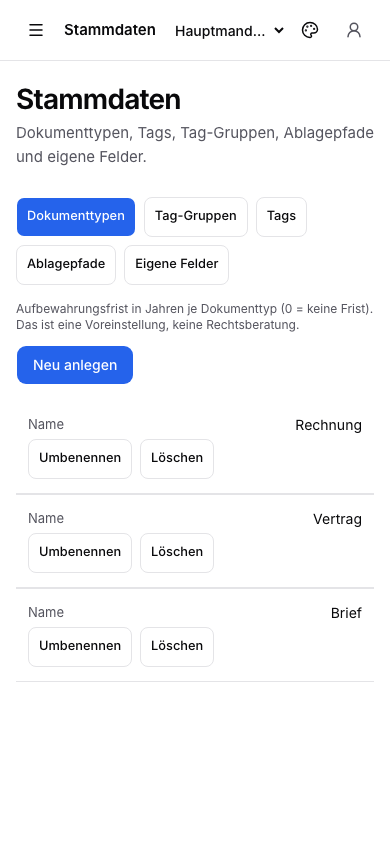 Stammdaten Hauptmand...
Stammdaten
Dokumenttypen, Tags, Tag-Gruppen, Ablagepfade
und eigene Felder.
Dokumenttypen Tag-Gruppen Tags
Ablagepfade Eigene Felder
Aufbewahrungsfrist in Jahren je Dokumenttyp (0 = keine Frist).
Das ist eine Voreinstellung, keine Rechtsberatung.
Neu anlegen
Name Rechnung
Umbenennen Löschen
Name Vertrag
Umbenennen Löschen
Name Brief
Umbenennen Löschen